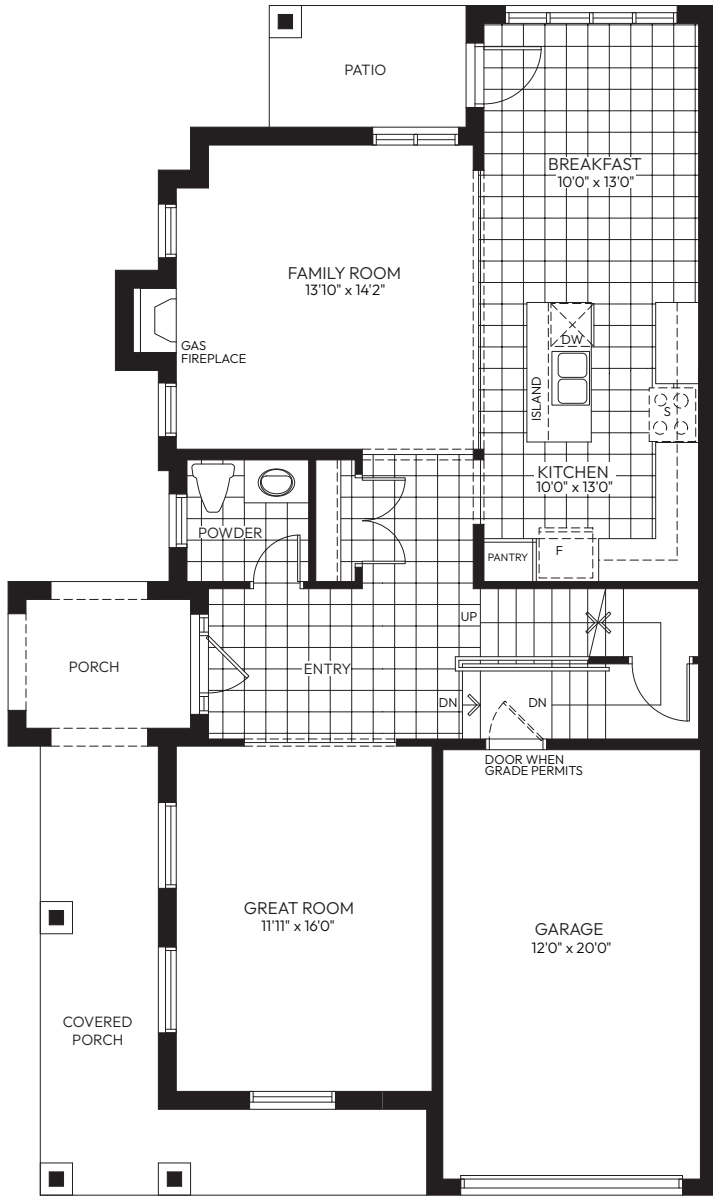 PATIO
BREAKFAST
10'0" x 13'0"
FAMILY ROOM
13'10" x 14'2"
GAS
FIREPLACE
DW
ISLAND
S
KITCHEN
10'0" x 13'0"
POWDER
F
PANTRY
UP
PORCH
ENTRY
DN
DN
DOOR WHEN
GRADE PERMITS
GREAT ROOM
11'11" x 16'0"
GARAGE
12'0" x 20'0"
COVERED
PORCH